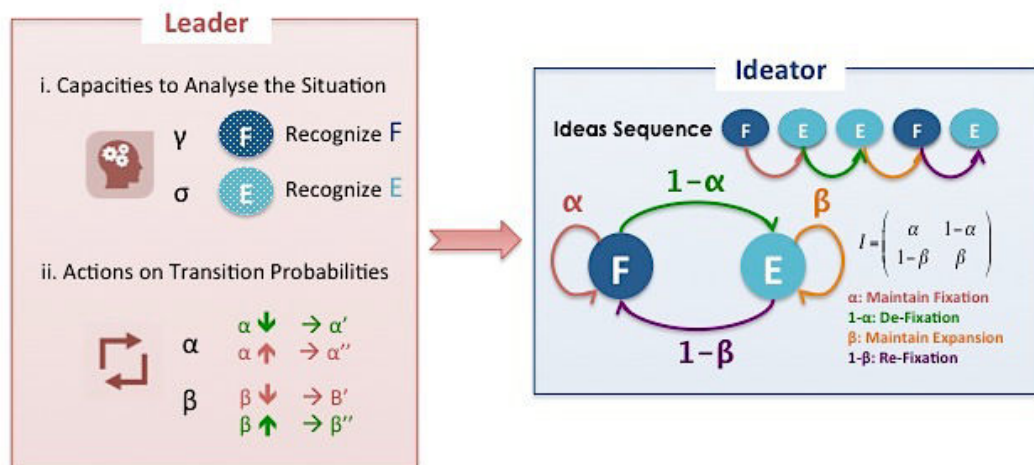 Leader
i. Capacities to Analyse the Situation
γ F Recognize F
σ E Recognize E
ii. Actions on Transition Probabilities
α α ↓ → α’
α ↑ → α’’
β β ↓ → B’
β ↑ → β’’
Ideator
Ideas Sequence F E E F E
1-α
α β
F E
1-β
I = ( α 1-α
1-β β )
α: Maintain Fixation
1-α: De-Fixation
β: Maintain Expansion
1-β: Re-Fixation